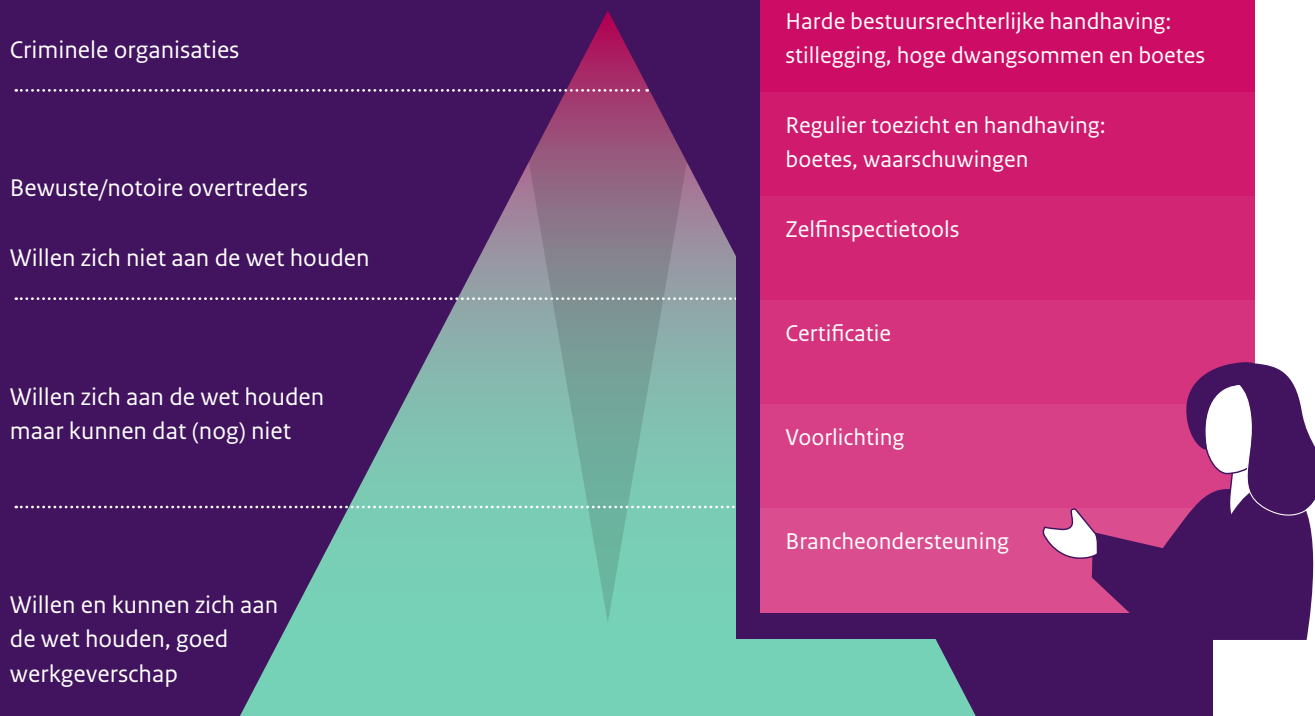 Criminele organisaties
Bewuste/notoire overtreders
Willen zich niet aan de wet houden
Willen zich aan de wet houden
maar kunnen dat (nog) niet
Willen en kunnen zich aan
de wet houden, goed
werkgeverschap
Harde bestuursrechterlijke handhaving:
stillegging, hoge dwangsommen en boetes
Regulier toezicht en handhaving:
boetes, waarschuwingen
Zelfinspectietools
Certificatie
Voorlichting
Brancheondersteuning